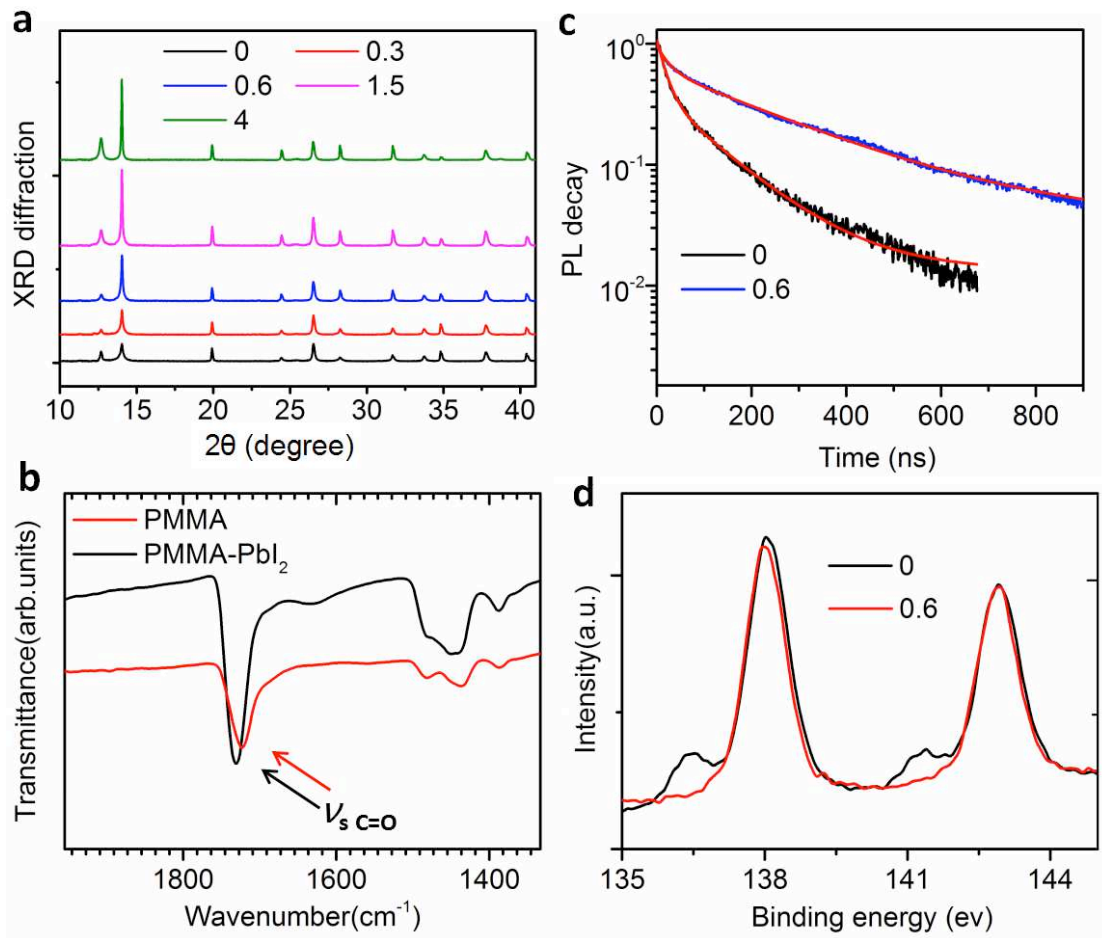 a
0
0.3
0.6
1.5
4
XRD diffraction
10
15
20
25
30
35
40
2θ (degree)
c
10⁰
10⁻¹
10⁻²
PL decay
0
0.6
0
200
400
600
800
Time (ns)
b
PMMA
PMMA-PbI₂
Transmittance(arb.units)
νs C=O
1800
1600
1400
Wavenumber(cm⁻¹)
d
0
0.6
Intensity(a.u.)
135
138
141
144
Binding energy (ev)